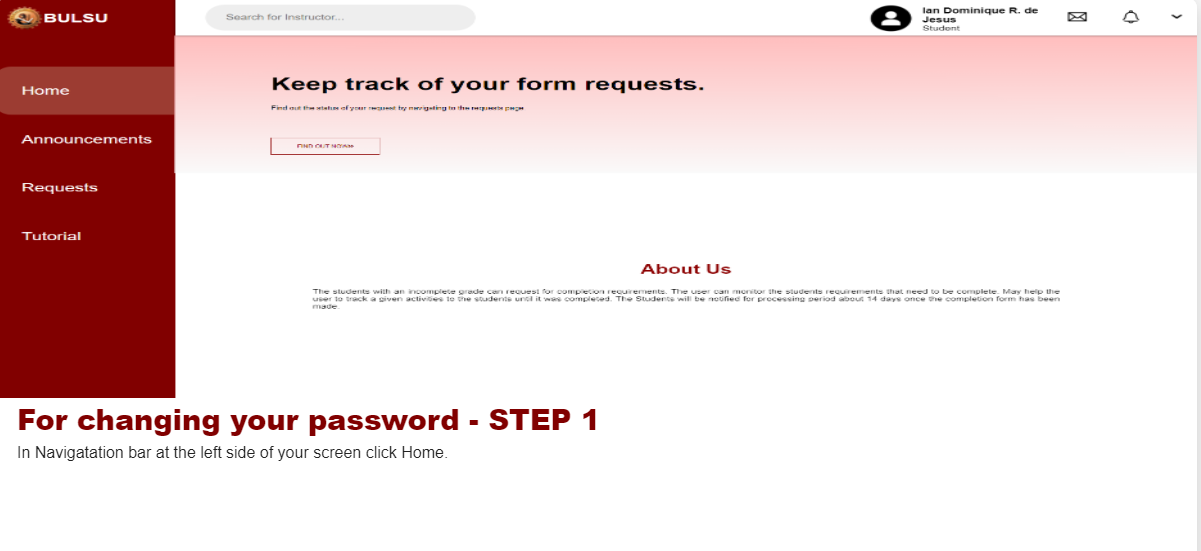 BULSU
Search for Instructor...
Ian Dominique R. de
Jesus
Student
Home
Announcements
Requests
Tutorial
Keep track of your form requests.
Find out the status of your request by navigating to the requests page
FIND OUT NOW»
About Us
The students with an incomplete grade can request for completion requirements. The user can monitor the students requirements that need to be complete. May help the
user to track a given activities to the students until it was completed. The Students will be notified for processing period about 14 days once the completion form has been
made.
For changing your password - STEP 1
In Navigatation bar at the left side of your screen click Home.